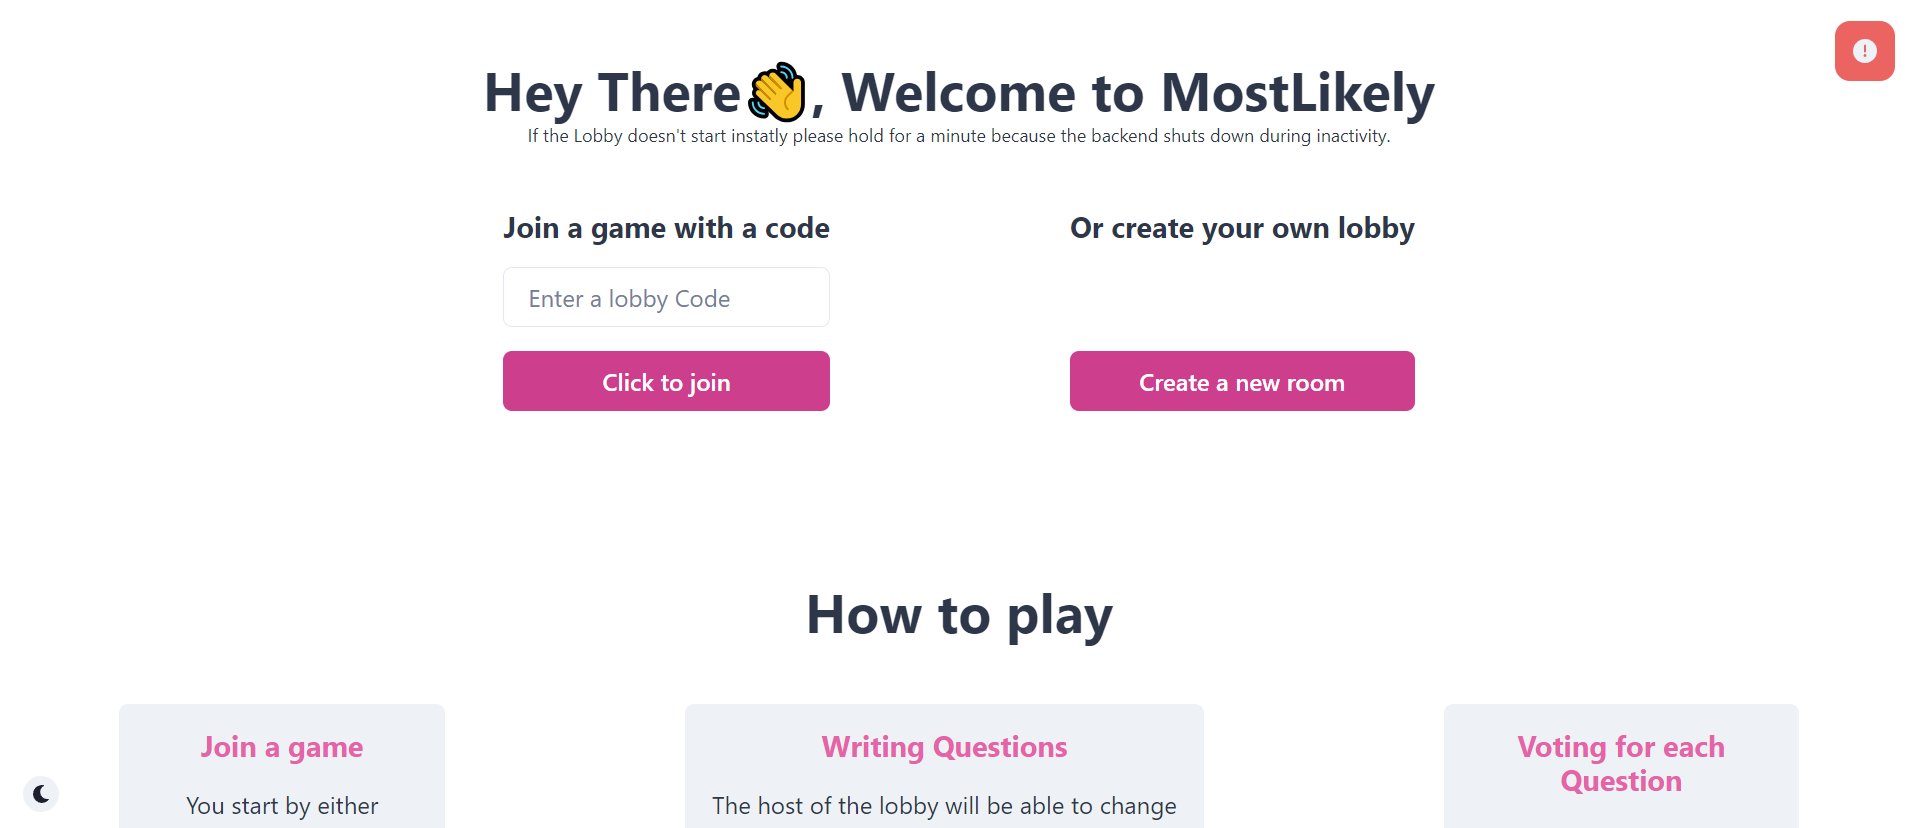 Hey There👋, Welcome to MostLikely
If the Lobby doesn't start instatly please hold for a minute because the backend shuts down during inactivity.
Join a game with a code
Enter a lobby Code
Click to join
Or create your own lobby
Create a new room
How to play
Join a game
You start by either
Writing Questions
The host of the lobby will be able to change
Voting for each
Question